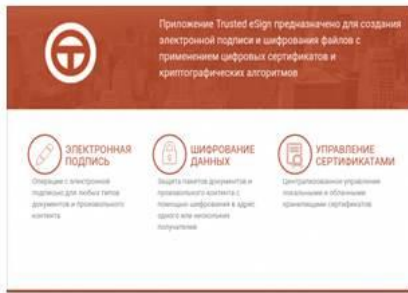 Приложение Trusted eSign предназначено для создания
электронной подписи и шифрования файлов с
применением цифровых сертификатов и
криптографических алгоритмов
ЭЛЕКТРОННАЯ
ПОДПИСЬ
Операции с электронной
подписью для любых типов
документов и произвольного
контента
ШИФРОВАНИЕ
ДАННЫХ
Защита пакетов документов и
произвольного контента с
помощью шифрования в адрес
одного или нескольких
получателей
УПРАВЛЕНИЕ
СЕРТИФИКАТАМИ
Централизованное управление
локальными и облачными
хранилищами сертификатов